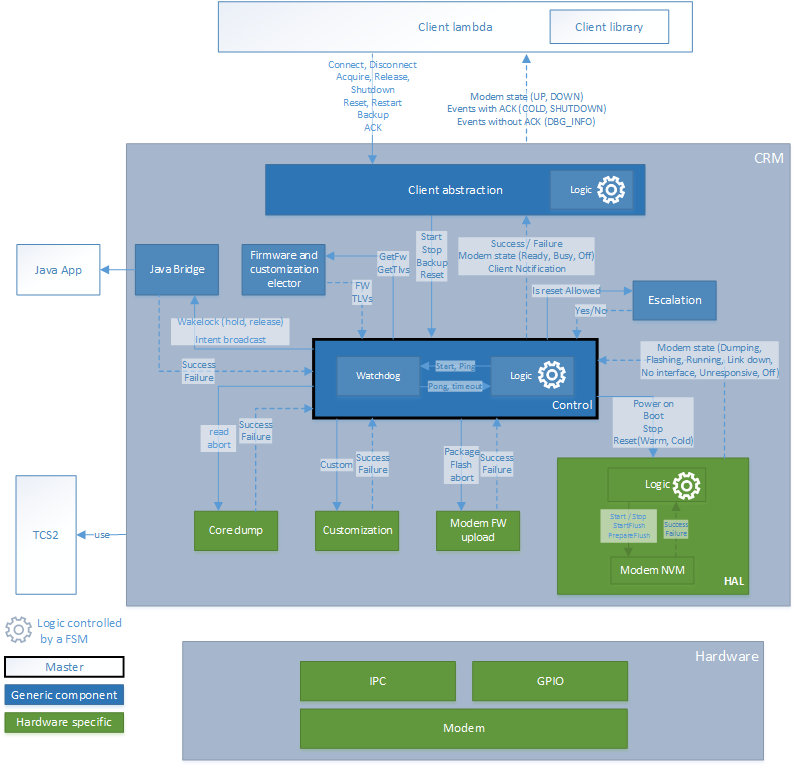 Client lambda
Client library
Connect, Disconnect
Acquire, Release,
Shutdown
Reset, Restart
Backup
ACK
Modem state (UP, DOWN)
Events with ACK (COLD, SHUTDOWN)
Events without ACK (DBG_INFO)
CRM
Client abstraction
Logic
Start
Stop
Backup
Reset
Success / Failure
Modem state (Ready, Busy, Off)
Client Notification
Java App
Java Bridge
Firmware and
customization
elector
GetFw
GetTlvs
FW
TLVs
Is reset Allowed
Escalation
Yes/No
Wakelock (hold, release)
Intent broadcast
Success
Failure
Watchdog
Start, Ping
Pong, timeout
Logic
Control
Modem state (Dumping,
Flashing, Running, Link down,
No interface, Unresponsive, Off)
read
abort
Success
Failure
Custom
Success
Failure
Package
Flash
abort
Success
Failure
Power on
Boot
Stop
Reset(Warm, Cold)
Logic
Start / Stop
StartFlush
PrepareFlush
Success
Failure
Modem NVM
HAL
TCS2
use
Core dump
Customization
Modem FW
upload
Logic controlled
by a FSM
Master
Generic component
Hardware specific
Hardware
IPC
GPIO
Modem